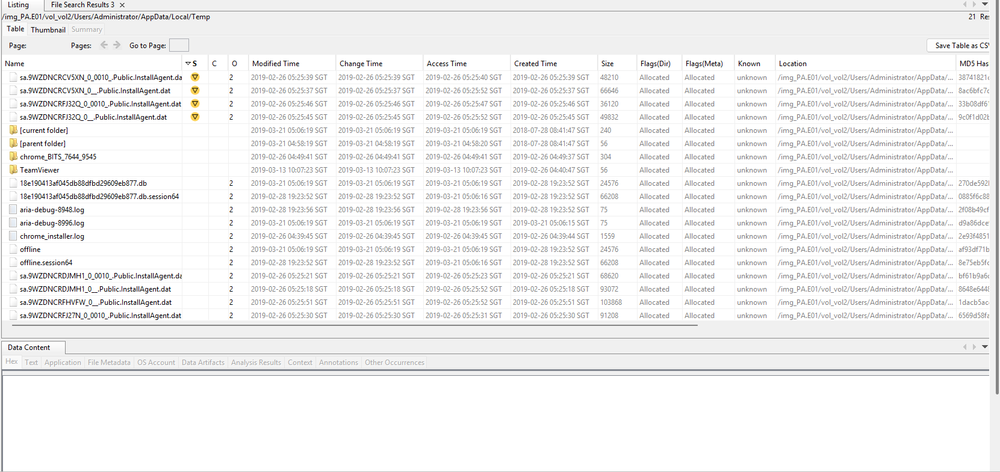 Listing File Search Results 3 ×
/img_PA.E01/vol_vol2/Users/Administrator/AppData/Local/Temp 21 Res
Table Thumbnail Summary
Page: Pages: Go to Page: Save Table as CSV
Name S C O Modified Time Change Time Access Time Created Time Size Flags(Dir) Flags(Meta) Known Location MD5 Has
sa.9WZDNCRCV5XN_0_0010_.Public.InstallAgent.da 2 2019-02-26 05:25:39 SGT 2019-02-26 05:25:39 SGT 2019-02-26 05:25:40 SGT 2019-02-26 05:25:39 SGT 48210 Allocated Allocated unknown /img_PA.E01/vol_vol2/Users/Administrator/AppData/... 38741821c
sa.9WZDNCRCV5XN_0__.Public.InstallAgent.dat 2 2019-02-26 05:25:37 SGT 2019-02-26 05:25:37 SGT 2019-02-26 05:25:52 SGT 2019-02-26 05:25:37 SGT 66646 Allocated Allocated unknown /img_PA.E01/vol_vol2/Users/Administrator/AppData/... 8ac6bfc7c
sa.9WZDNCRFJ32Q_0_0010_.Public.InstallAgent.dat 2 2019-02-26 05:25:46 SGT 2019-02-26 05:25:46 SGT 2019-02-26 05:25:47 SGT 2019-02-26 05:25:46 SGT 36120 Allocated Allocated unknown /img_PA.E01/vol_vol2/Users/Administrator/AppData/... 33b08df61
sa.9WZDNCRFJ32Q_0__.Public.InstallAgent.dat 2 2019-02-26 05:25:45 SGT 2019-02-26 05:25:45 SGT 2019-02-26 05:25:52 SGT 2019-02-26 05:25:45 SGT 49832 Allocated Allocated unknown /img_PA.E01/vol_vol2/Users/Administrator/AppData/... 9c0f1d02b
[current folder] 2019-03-21 05:06:19 SGT 2019-03-21 05:06:19 SGT 2019-03-21 05:06:19 SGT 2018-07-28 08:41:47 SGT 240 Allocated Allocated unknown /img_PA.E01/vol_vol2/Users/Administrator/AppData/...
[parent folder] 2019-03-21 04:58:19 SGT 2019-03-21 04:58:19 SGT 2019-03-21 04:58:20 SGT 2018-07-28 08:41:47 SGT 56 Allocated Allocated unknown /img_PA.E01/vol_vol2/Users/Administrator/AppData/...
chrome_BITS_7644_9545 2019-02-26 04:49:41 SGT 2019-02-26 04:49:41 SGT 2019-02-26 04:49:41 SGT 2019-02-26 04:49:37 SGT 304 Allocated Allocated unknown /img_PA.E01/vol_vol2/Users/Administrator/AppData/...
TeamViewer 2019-03-13 10:07:23 SGT 2019-03-13 10:07:23 SGT 2019-03-13 10:07:23 SGT 2019-02-26 04:40:47 SGT 56 Allocated Allocated unknown /img_PA.E01/vol_vol2/Users/Administrator/AppData/...
18e190413af045db88dfbd29609eb877.db 2 2019-03-21 05:06:19 SGT 2019-03-21 05:06:19 SGT 2019-03-21 05:06:19 SGT 2019-02-28 19:23:52 SGT 24576 Allocated Allocated unknown /img_PA.E01/vol_vol2/Users/Administrator/AppData/... 270de592l
18e190413af045db88dfbd29609eb877.db.session64 2 2019-02-28 19:23:52 SGT 2019-02-28 19:23:52 SGT 2019-03-21 05:06:16 SGT 2019-02-28 19:23:52 SGT 66208 Allocated Allocated unknown /img_PA.E01/vol_vol2/Users/Administrator/AppData/... 0885f6c88
aria-debug-8948.log 2 2019-02-28 19:23:56 SGT 2019-02-28 19:23:56 SGT 2019-02-28 19:23:56 SGT 2019-02-28 19:23:52 SGT 75 Allocated Allocated unknown /img_PA.E01/vol_vol2/Users/Administrator/AppData/... 2f08b49cf
aria-debug-8996.log 2 2019-03-21 05:06:19 SGT 2019-03-21 05:06:19 SGT 2019-03-21 05:06:19 SGT 2019-03-21 05:06:15 SGT 75 Allocated Allocated unknown /img_PA.E01/vol_vol2/Users/Administrator/AppData/... d9a86dce
chrome_installer.log 2 2019-02-26 04:39:45 SGT 2019-02-26 04:39:45 SGT 2019-02-26 04:39:45 SGT 2019-02-26 04:39:44 SGT 1559 Allocated Allocated unknown /img_PA.E01/vol_vol2/Users/Administrator/AppData/... 2e93f4851
offline 2 2019-03-21 05:06:19 SGT 2019-03-21 05:06:19 SGT 2019-03-21 05:06:19 SGT 2019-02-28 19:23:52 SGT 24576 Allocated Allocated unknown /img_PA.E01/vol_vol2/Users/Administrator/AppData/... af93df71b
offline.session64 2 2019-02-28 19:23:52 SGT 2019-02-28 19:23:52 SGT 2019-03-21 05:06:16 SGT 2019-02-28 19:23:52 SGT 66208 Allocated Allocated unknown /img_PA.E01/vol_vol2/Users/Administrator/AppData/... 8e75eb5fc
sa.9WZDNCRDJMH1_0_0010_.Public.InstallAgent.da 2 2019-02-26 05:25:21 SGT 2019-02-26 05:25:21 SGT 2019-02-26 05:25:23 SGT 2019-02-26 05:25:21 SGT 68620 Allocated Allocated unknown /img_PA.E01/vol_vol2/Users/Administrator/AppData/... bf61b9a6c
sa.9WZDNCRDJMH1_0__.Public.InstallAgent.dat 2 2019-02-26 05:25:18 SGT 2019-02-26 05:25:18 SGT 2019-02-26 05:25:52 SGT 2019-02-26 05:25:18 SGT 93072 Allocated Allocated unknown /img_PA.E01/vol_vol2/Users/Administrator/AppData/... 8648e6448
sa.9WZDNCRFHVFW_0__.Public.InstallAgent.dat 2 2019-02-26 05:25:51 SGT 2019-02-26 05:25:51 SGT 2019-02-26 05:25:52 SGT 2019-02-26 05:25:51 SGT 103868 Allocated Allocated unknown /img_PA.E01/vol_vol2/Users/Administrator/AppData/... 1dacb5ac
sa.9WZDNCRFJ27N_0_0010_.Public.InstallAgent.dat 2 2019-02-26 05:25:30 SGT 2019-02-26 05:25:30 SGT 2019-02-26 05:25:31 SGT 2019-02-26 05:25:30 SGT 91208 Allocated Allocated unknown /img_PA.E01/vol_vol2/Users/Administrator/AppData/... 6569d58fa
Data Content
Hex Text Application File Metadata OS Account Data Artifacts Analysis Results Context Annotations Other Occurrences